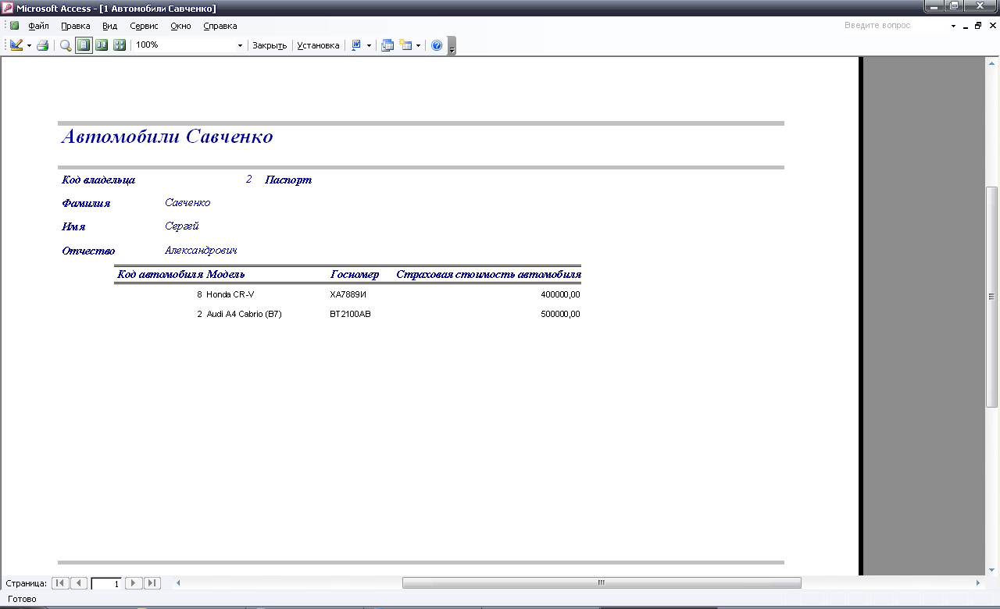 Microsoft Access - [1 Автомобили Савченко]
Файл Правка Вид Сервис Окно Справка Введите вопрос
100% Закрыть Установка
Автомобили Савченко
Код владельца 2 Паспорт
Фамилия Савченко
Имя Сергей
Отчество Александрович
Код автомобиля Модель Госномер Страховая стоимость автомобиля
8 Honda CR-V ХА7889И 400000,00
2 Audi A4 Cabrio (B7) ВТ2100АВ 500000,00
Страница: 1
Готово